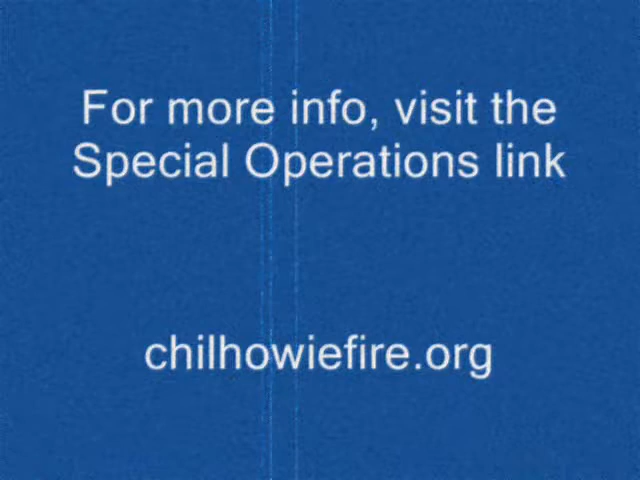 For more info, visit the
Special Operations link
chilhowiefire.org